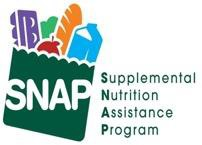 SNAP
Supplemental
Nutrition
Assistance
Program